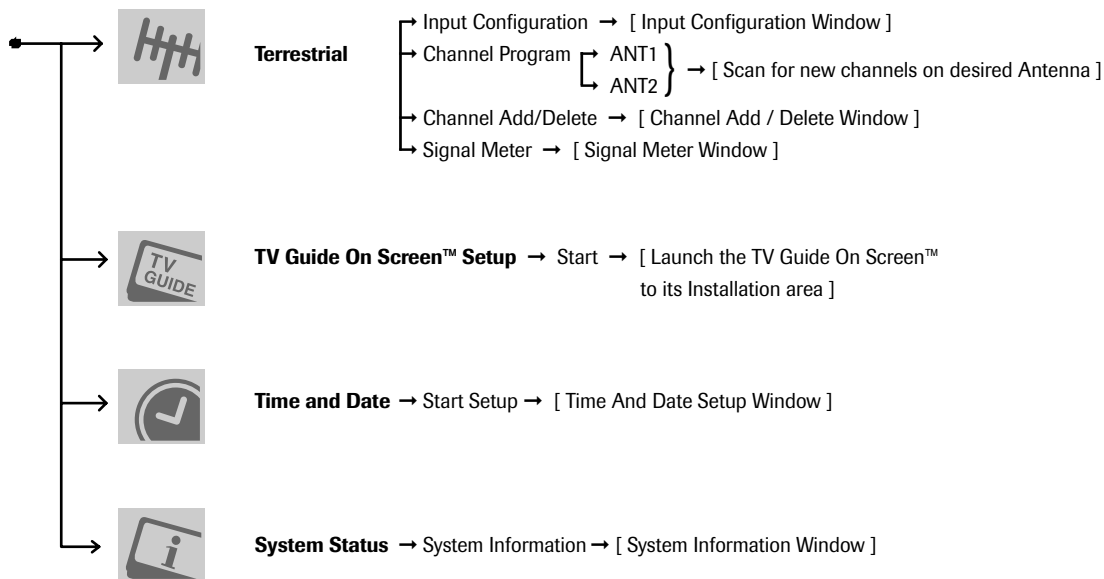 Input Configuration → [ Input Configuration Window ]
Terrestrial → Channel Program → ANT1
→ ANT2 } → [ Scan for new channels on desired Antenna ]
Channel Add/Delete → [ Channel Add / Delete Window ]
Signal Meter → [ Signal Meter Window ]
TV GUIDE
TV Guide On Screen™ Setup → Start → [ Launch the TV Guide On Screen™
to its Installation area ]
Time and Date → Start Setup → [ Time And Date Setup Window ]
i
System Status → System Information → [ System Information Window ]